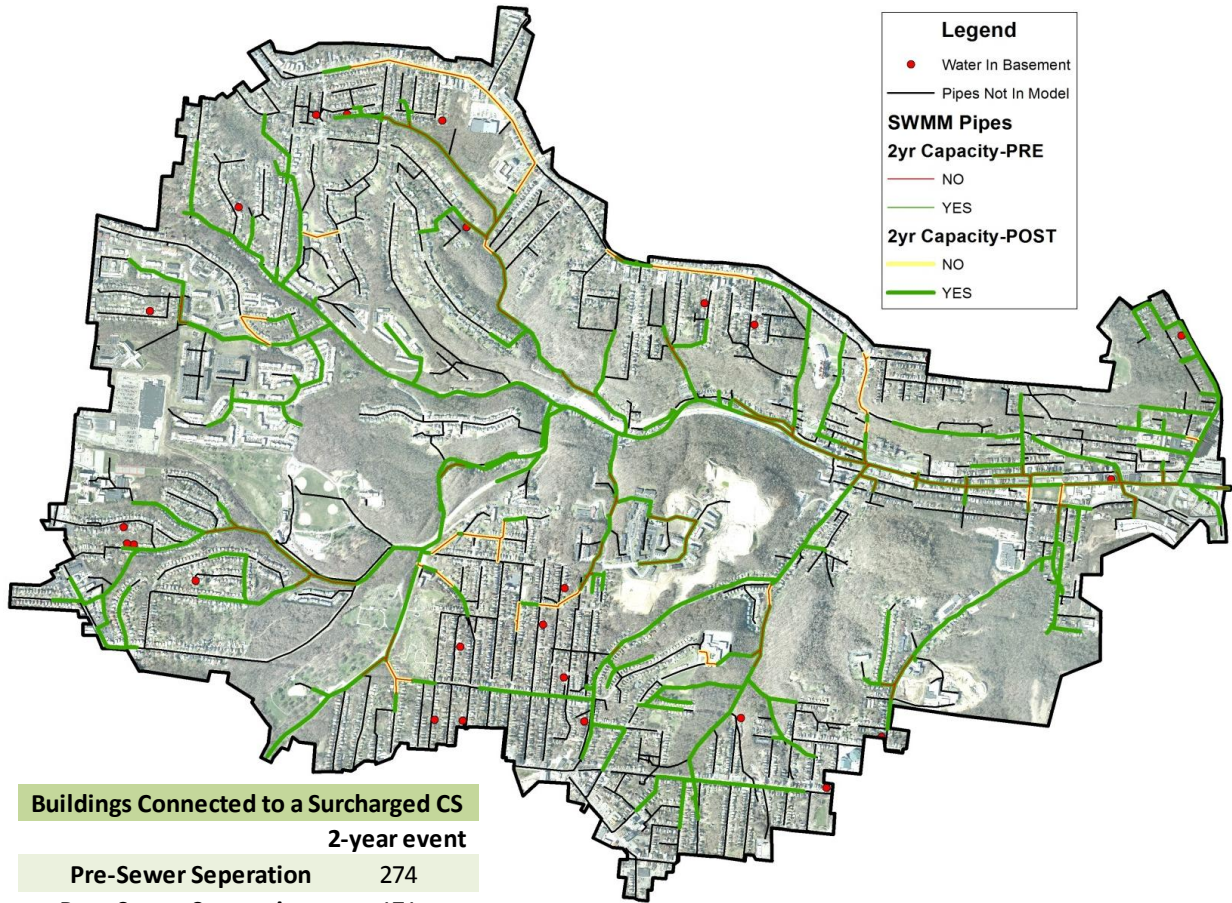 Legend
Water In Basement
Pipes Not In Model
SWMM Pipes
2yr Capacity-PRE
NO
YES
2yr Capacity-POST
NO
YES
Buildings Connected to a Surcharged CS
2-year event
Pre-Sewer Seperation 274